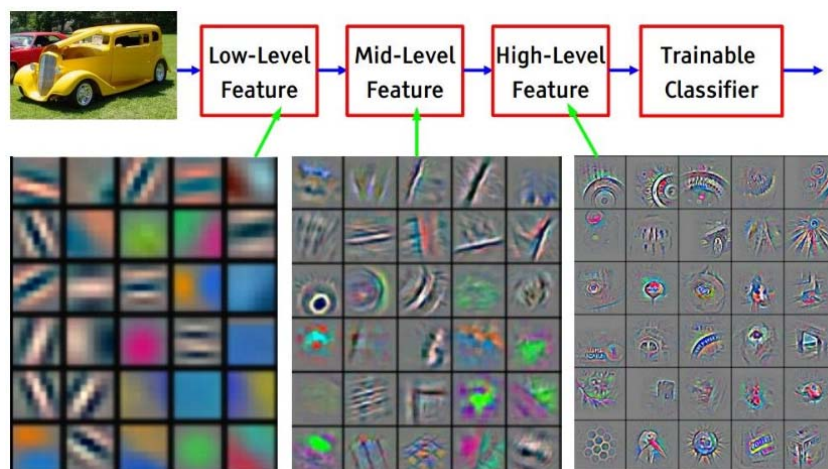 Low-Level
Feature
Mid-Level
Feature
High-Level
Feature
Trainable
Classifier